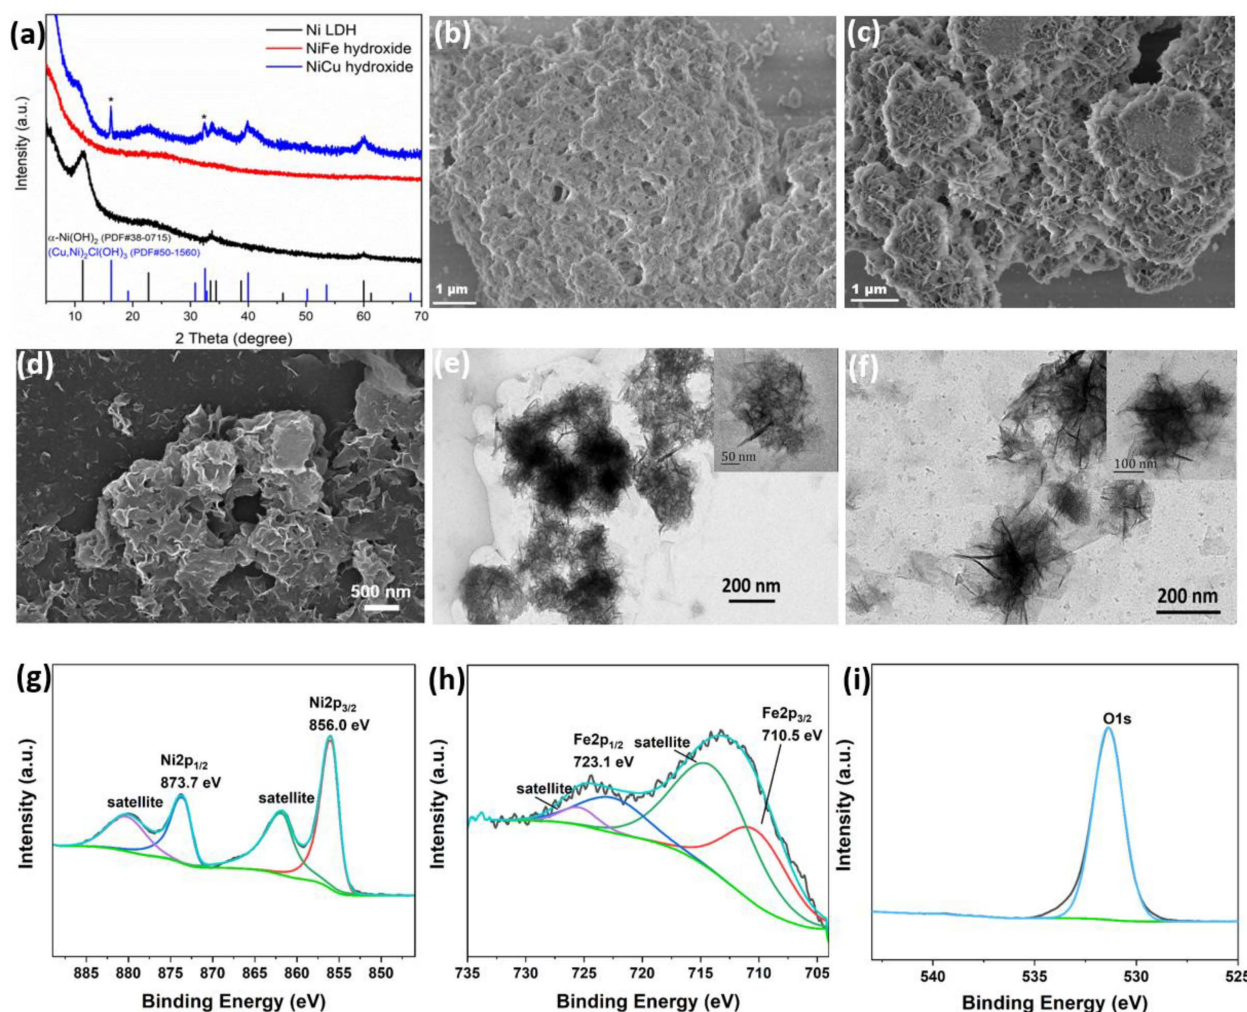 (a)
Ni LDH
NiFe hydroxide
NiCu hydroxide
*
*
α-Ni(OH)₂ (PDF#38-0715)
(Cu,Ni)₂Cl(OH)₃ (PDF#50-1560)
Intensity (a.u.)
10 20 30 40 50 60 70
2 Theta (degree)
(b)
1 μm
(c)
1 μm
(d)
500 nm
(e)
50 nm
200 nm
(f)
100 nm
200 nm
(g)
Ni2p₃/₂
856.0 eV
Ni2p₁/₂
873.7 eV
satellite
satellite
Intensity (a.u.)
885 880 875 870 865 860 855 850
Binding Energy (eV)
(h)
Fe2p₃/₂
710.5 eV
Fe2p₁/₂
723.1 eV
satellite
satellite
Intensity (a.u.)
735 730 725 720 715 710 705
Binding Energy (eV)
(i)
O1s
Intensity (a.u.)
540 535 530 525
Binding Energy (eV)